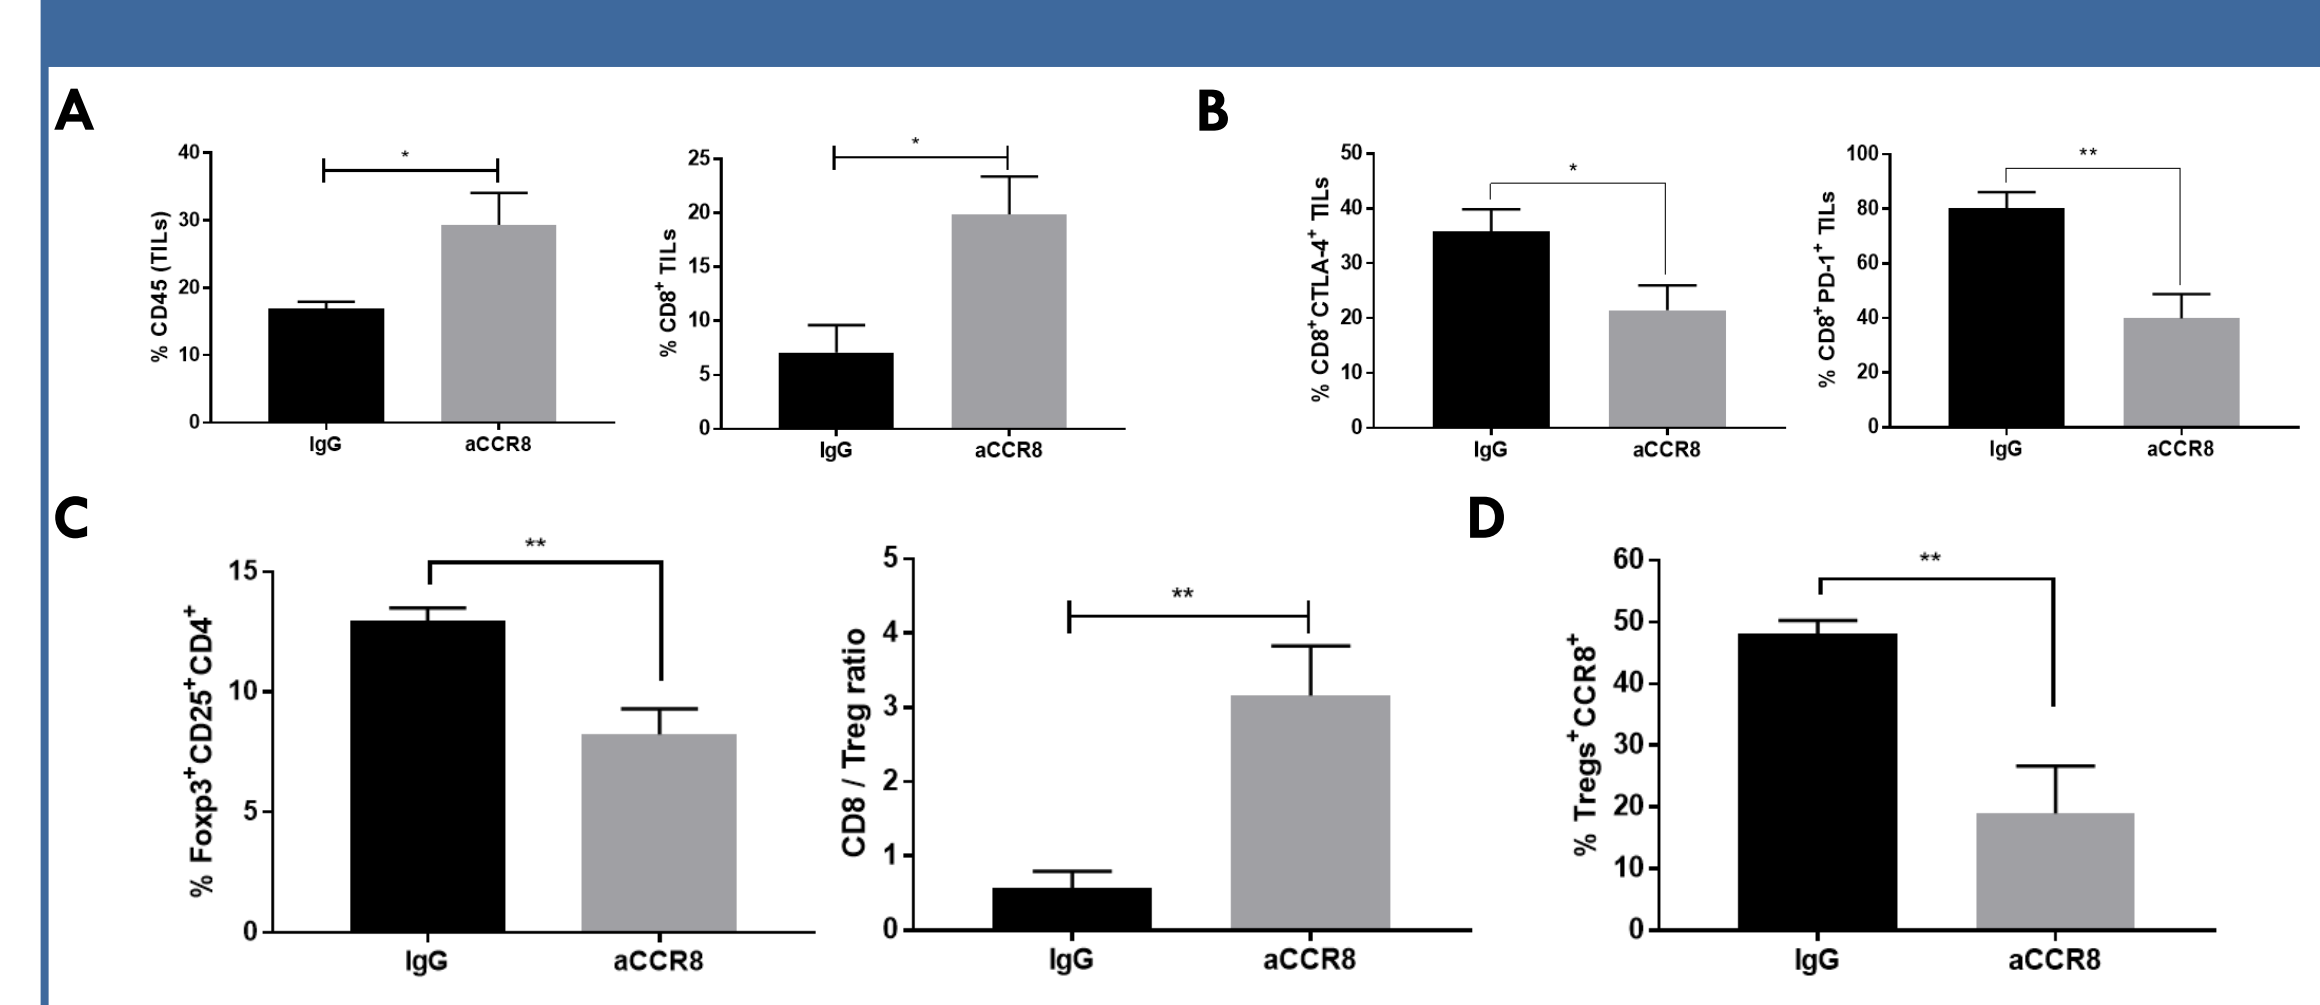 A
B
% CD45 (TILs)
40
30
20
10
0
*
IgG
aCCR8
% CD8+ TILs
25
20
15
10
5
0
*
IgG
aCCR8
% CD8+CTLA-4+ TILs
50
40
30
20
10
0
*
IgG
aCCR8
% CD8+PD-1+ TILs
100
80
60
40
20
0
**
IgG
aCCR8
C
D
% Foxp3+CD25+CD4+
15
10
5
0
**
IgG
aCCR8
CD8 / Treg ratio
5
4
3
2
1
0
**
IgG
aCCR8
% Tregs+CCR8+
60
50
40
30
20
10
0
**
IgG
aCCR8